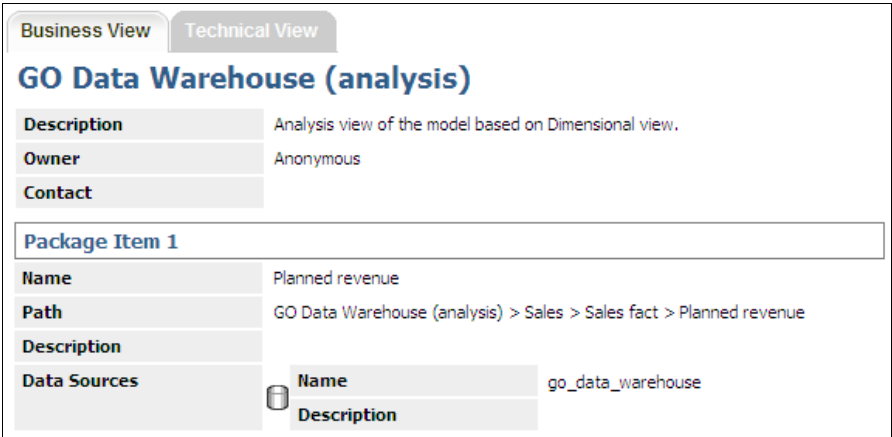 Business View Technical View
GO Data Warehouse (analysis)
Description Analysis view of the model based on Dimensional view.
Owner Anonymous
Contact
Package Item 1
Name Planned revenue
Path GO Data Warehouse (analysis) > Sales > Sales fact > Planned revenue
Description
Data Sources Name go_data_warehouse
Description